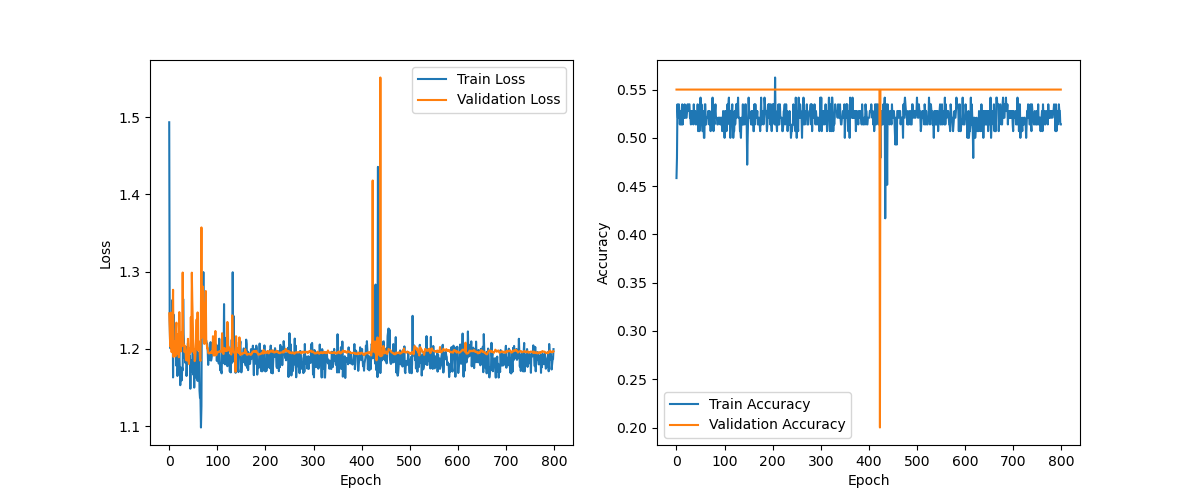 1.5
1.4
1.3
1.2
1.1
Loss
0 100 200 300 400 500 600 700 800
Epoch
Train Loss
Validation Loss
0.55
0.50
0.45
0.40
0.35
0.30
0.25
0.20
Accuracy
0 100 200 300 400 500 600 700 800
Epoch
Train Accuracy
Validation Accuracy